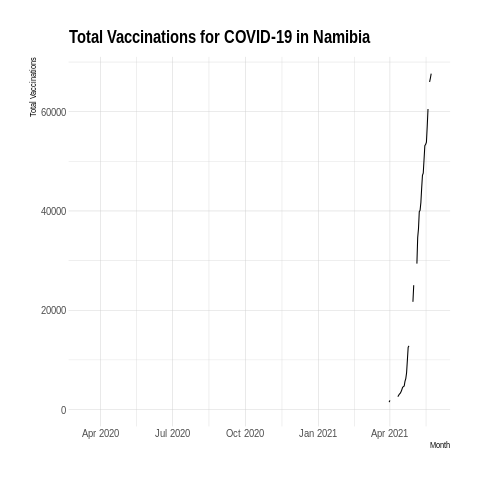 Total Vaccinations for COVID-19 in Namibia
Total Vaccinations
60000
40000
20000
0
Apr 2020 Jul 2020 Oct 2020 Jan 2021 Apr 2021
Month